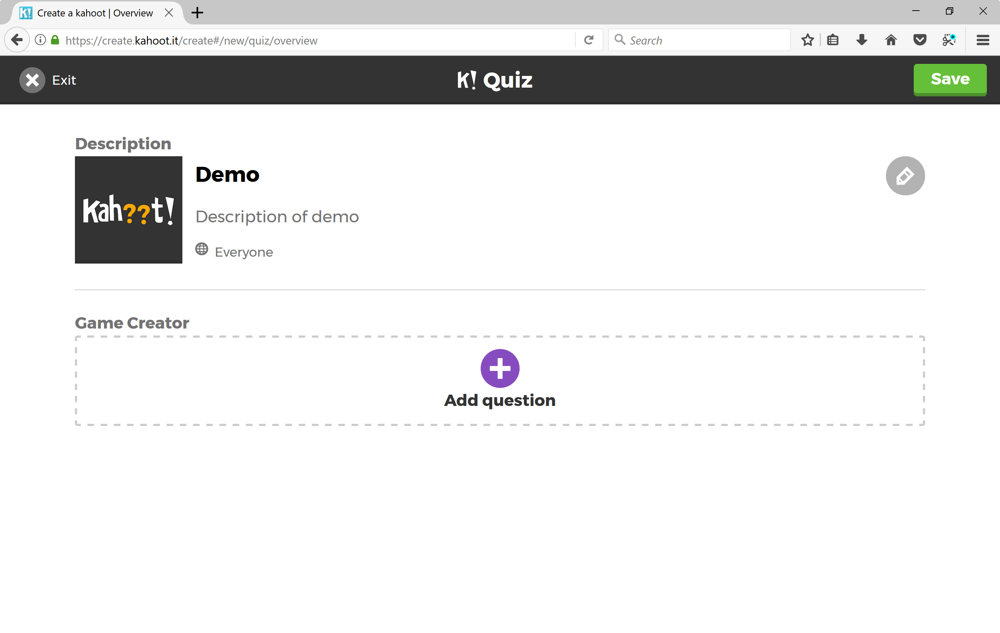 K! Create a kahoot | Overview
https://create.kahoot.it/create#/new/quiz/overview
Search
Exit
K! Quiz
Save
Description
Kah??t!
Demo
Description of demo
Everyone
Game Creator
Add question